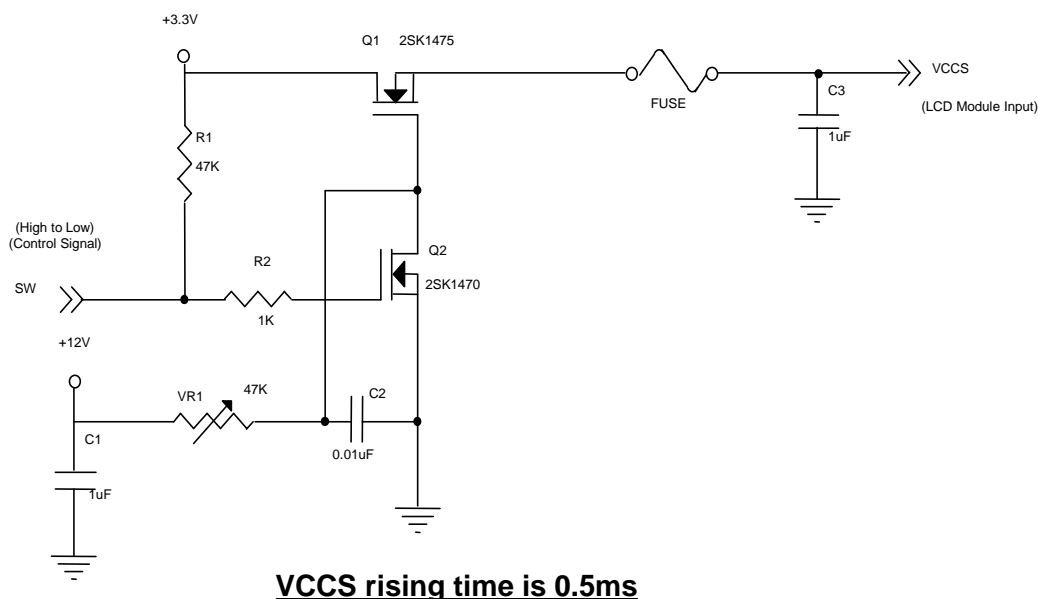 +3.3V
Q1 2SK1475
VCCS
FUSE
C3
(LCD Module Input)
1uF
R1
47K
(High to Low)
(Control Signal)
Q2
R2
SW
2SK1470
1K
+12V
VR1
47K
C2
C1
0.01uF
1uF
VCCS rising time is 0.5ms